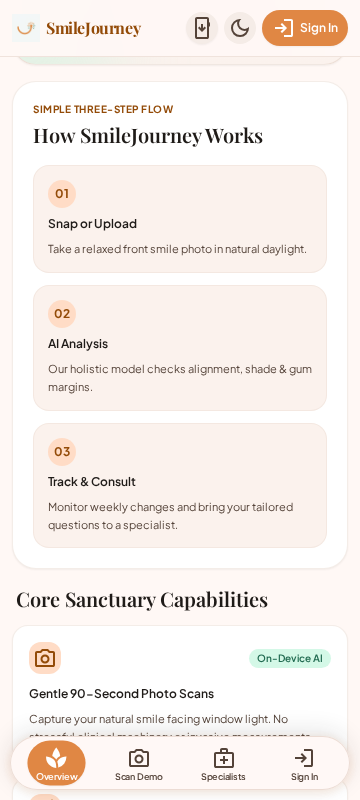 SmileJourney
Sign In
SIMPLE THREE-STEP FLOW
How SmileJourney Works
01
Snap or Upload
Take a relaxed front smile photo in natural daylight.
02
AI Analysis
Our holistic model checks alignment, shade & gum
margins.
03
Track & Consult
Monitor weekly changes and bring your tailored
questions to a specialist.
Core Sanctuary Capabilities
On-Device AI
Gentle 90-Second Photo Scans
Capture your natural smile facing window light. No
Overview
Scan Demo
Specialists
Sign In